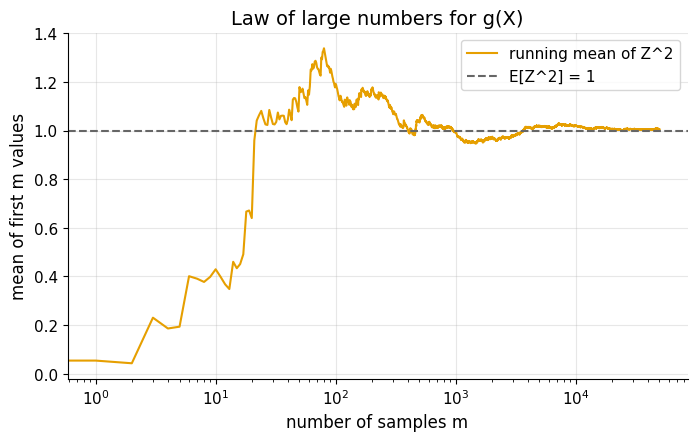 Law of large numbers for g(X)
running mean of Z^2
E[Z^2] = 1
mean of first m values
1.4
1.2
1.0
0.8
0.6
0.4
0.2
0.0
10^0
10^1
10^2
10^3
10^4
number of samples m